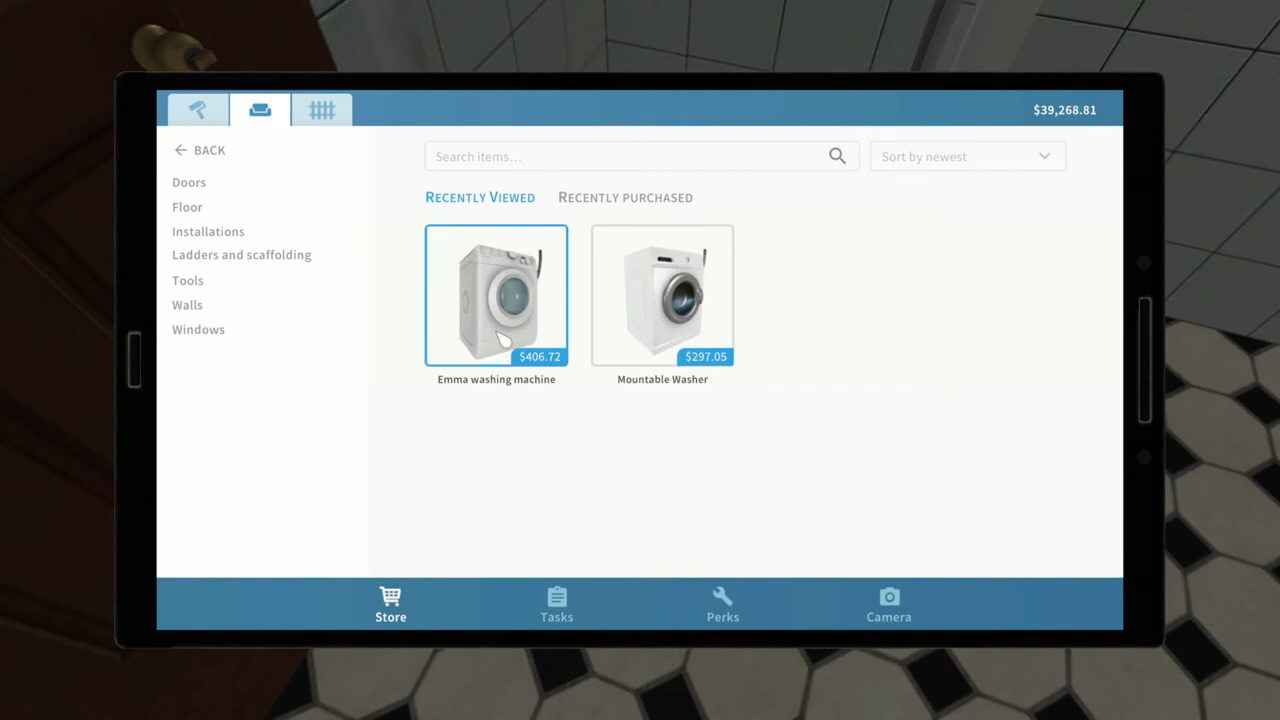 $39,268.81
BACK
Doors
Floor
Installations
Ladders and scaffolding
Tools
Walls
Windows
Search items...
Sort by newest
RECENTLY VIEWED
RECENTLY PURCHASED
$406.72
Emma washing machine
$297.05
Mountable Washer
Store
Tasks
Perks
Camera